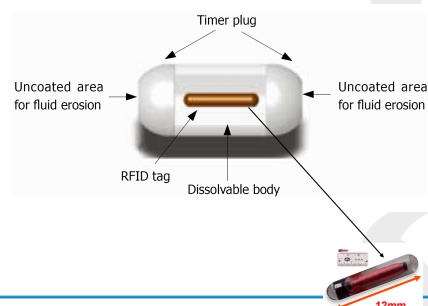 Timer plug
Uncoated area
for fluid erosion
Uncoated area
for fluid erosion
RFID tag
Dissolvable body
12mm